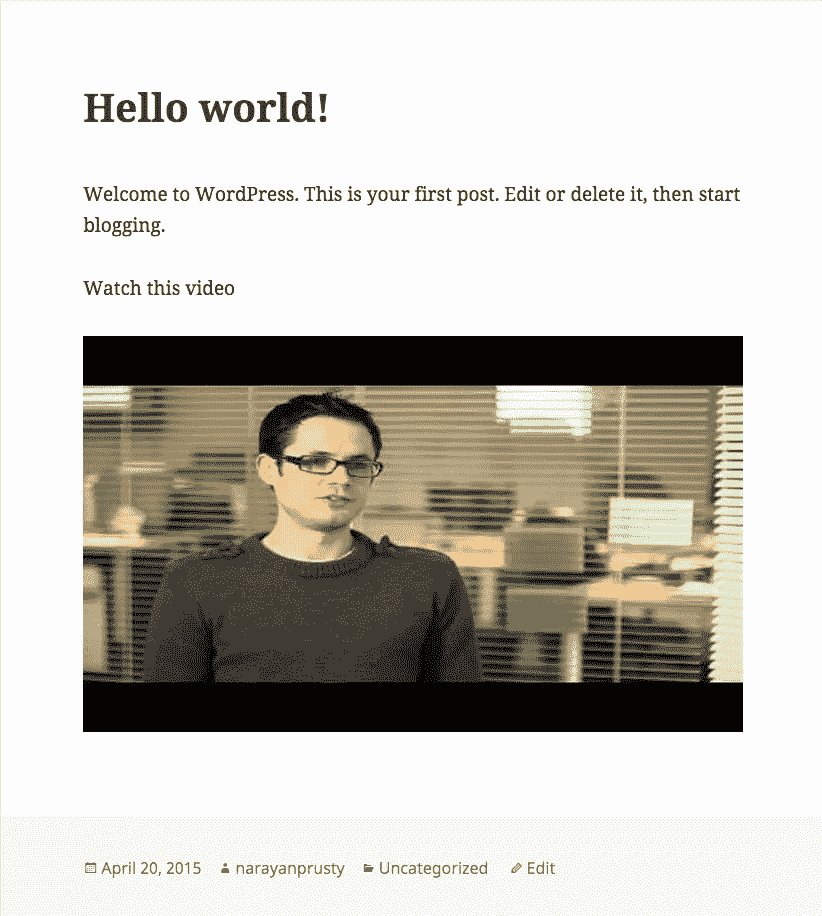 Hello world!
Welcome to WordPress. This is your first post. Edit or delete it, then start
blogging.
Watch this video
April 20, 2015 narayanprusty Uncategorized Edit